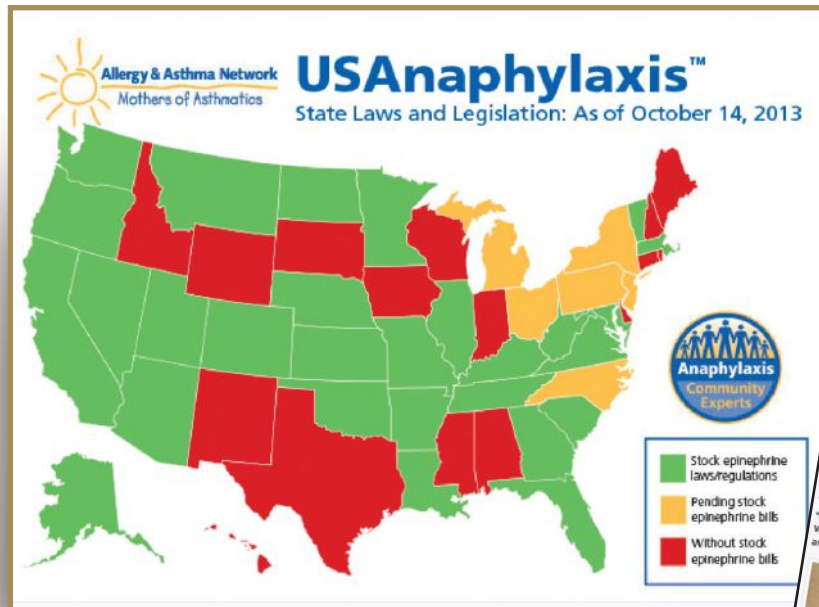 Allergy & Asthma Network
Mothers of Asthmatics
USAnaphylaxis™
State Laws and Legislation: As of October 14, 2013
Anaphylaxis
Community
Experts
Stock epinephrine
laws/regulations
Pending stock
epinephrine bills
Without stock
epinephrine bills